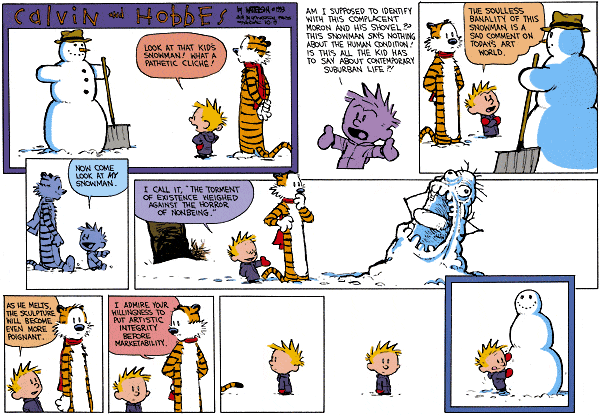 Calvin and HobbEs
by WATTERSON
LOOK AT THAT KID'S
SNOWMAN! WHAT A
PATHETIC CLICHÉ!
AM I SUPPOSED TO IDENTIFY
WITH THIS COMPLACENT
MORON AND HIS SHOVEL??
THIS SNOWMAN SAYS NOTHING
ABOUT THE HUMAN CONDITION!
IS THIS ALL THE KID HAS
TO SAY ABOUT CONTEMPORARY
SUBURBAN LIFE?!
THE SOULLESS
BANALITY OF THIS
SNOWMAN IS A
SAD COMMENT ON
TODAY'S ART
WORLD.
NOW COME
LOOK AT MY
SNOWMAN.
I CALL IT, "THE TORMENT
OF EXISTENCE WEIGHED
AGAINST THE HORROR
OF NONBEING."
AS HE MELTS,
THE SCULPTURE
WILL BECOME
EVEN MORE
POIGNANT.
I ADMIRE YOUR
WILLINGNESS TO
PUT ARTISTIC
INTEGRITY
BEFORE
MARKETABILITY.